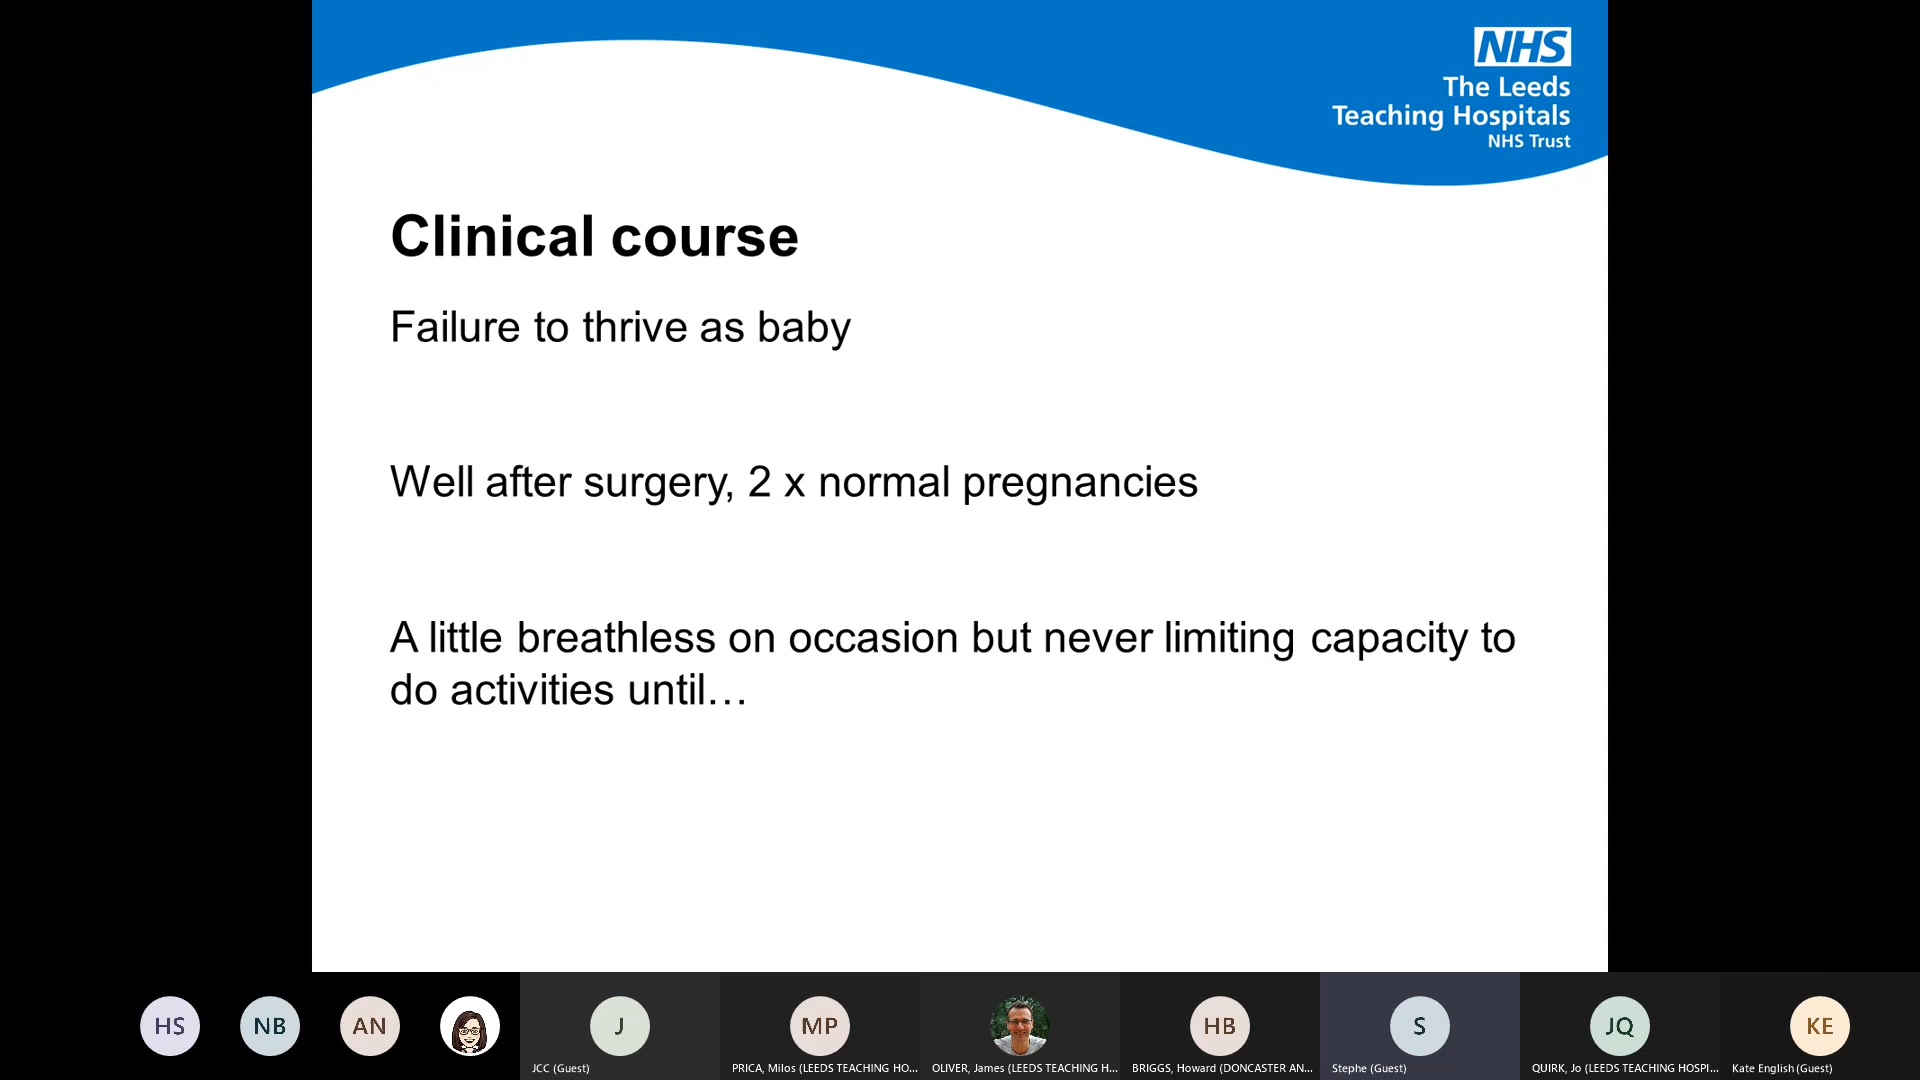 NHS
The Leeds
Teaching Hospitals
NHS Trust
Clinical course
Failure to thrive as baby
Well after surgery, 2 x normal pregnancies
A little breathless on occasion but never limiting capacity to
do activities until…
HS
NB
AN
J
MP
HB
S
JQ
KE
JCC (Guest)
PRICA, Milos (LEEDS TEACHING HO...
OLIVER, James (LEEDS TEACHING H...
BRIGGS, Howard (DONCASTER AN...
Stephe (Guest)
QUIRK, Jo (LEEDS TEACHING HOSPI...
Kate English (Guest)